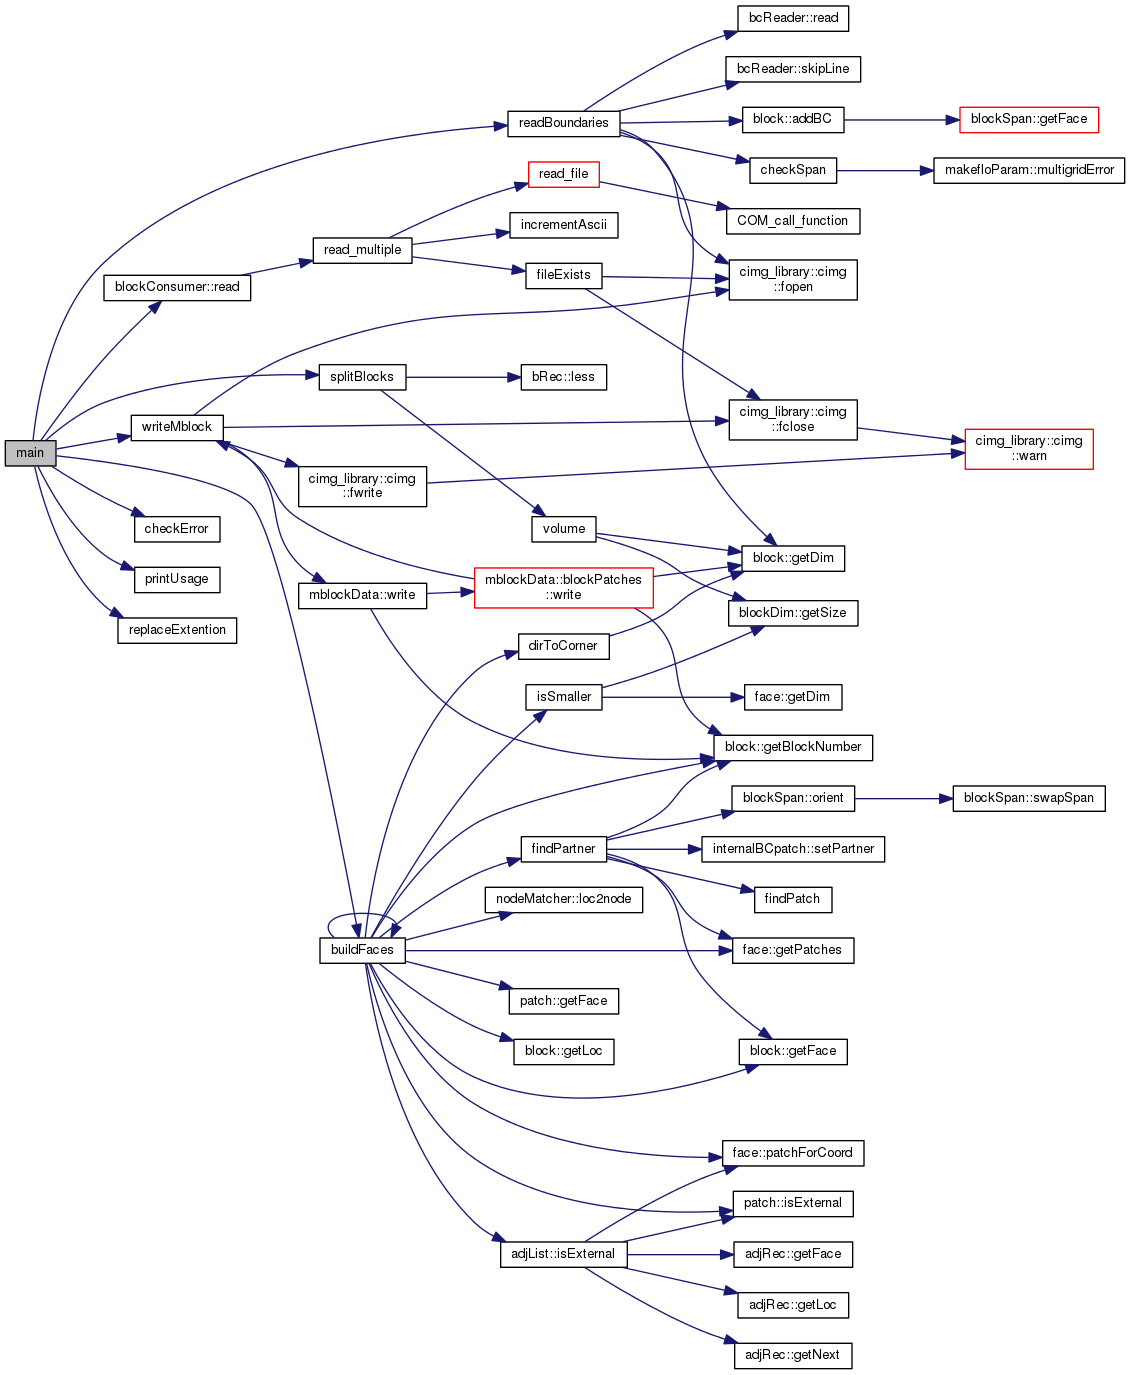 bcReader::read
bcReader::skipLine
readBoundaries
block::addBC
blockSpan::getFace
checkSpan
makefloParam::multigridError
read_file
COM_call_function
incrementAscii
read_multiple
fileExists
cimg_library::cimg
::fopen
blockConsumer::read
splitBlocks
bRec::less
writeMblock
cimg_library::cimg
::fclose
main
cimg_library::cimg
::warn
cimg_library::cimg
::fwrite
checkError
volume
block::getDim
printUsage
mblockData::write
mblockData::blockPatches
::write
blockDim::getSize
replaceExtention
dirToCorner
isSmaller
face::getDim
block::getBlockNumber
blockSpan::orient
blockSpan::swapSpan
findPartner
internalBCpatch::setPartner
nodeMatcher::loc2node
findPatch
buildFaces
face::getPatches
patch::getFace
block::getLoc
block::getFace
face::patchForCoord
patch::isExternal
adjList::isExternal
adjRec::getFace
adjRec::getLoc
adjRec::getNext